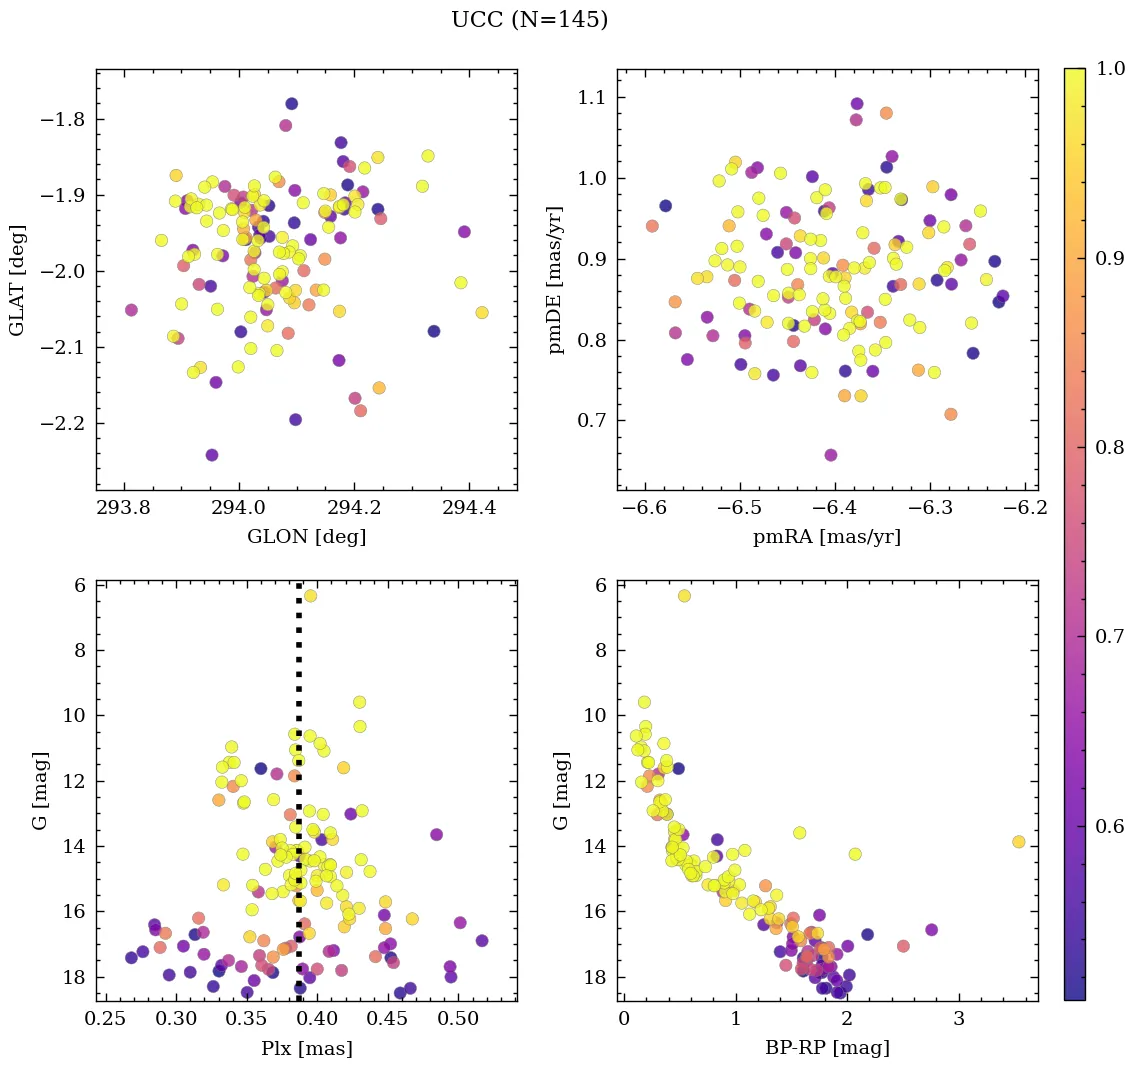 UCC (N=145)
−1.8
−1.9
−2.0
−2.1
−2.2
GLAT [deg]
293.8 294.0 294.2 294.4
GLON [deg]
1.1
1.0
0.9
0.8
0.7
pmDE [mas/yr]
−6.6 −6.5 −6.4 −6.3 −6.2
pmRA [mas/yr]
1.0
0.9
0.8
0.7
0.6
6
8
10
12
14
16
18
G [mag]
0.25 0.30 0.35 0.40 0.45 0.50
Plx [mas]
6
8
10
12
14
16
18
G [mag]
0 1 2 3
BP-RP [mag]